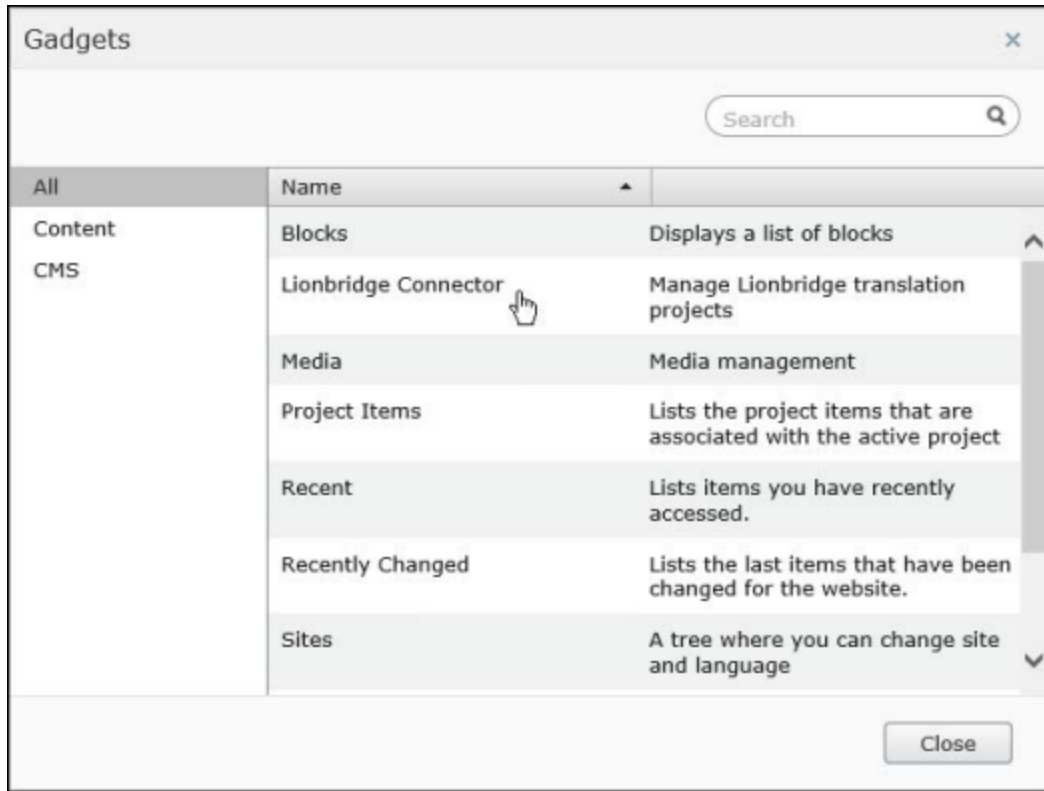 Gadgets
Search
All
Content
CMS
Name
Blocks
Displays a list of blocks
Lionbridge Connector
Manage Lionbridge translation
projects
Media
Media management
Project Items
Lists the project items that are
associated with the active project
Recent
Lists items you have recently
accessed.
Recently Changed
Lists the last items that have been
changed for the website.
Sites
A tree where you can change site
and language
Close